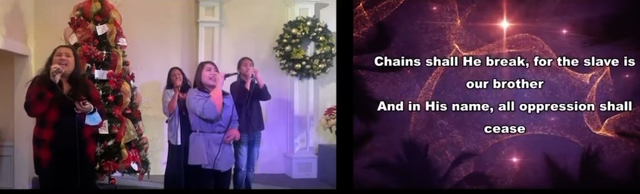 Chains shall He break, for the slave is
our brother
And in His name, all oppression shall
cease